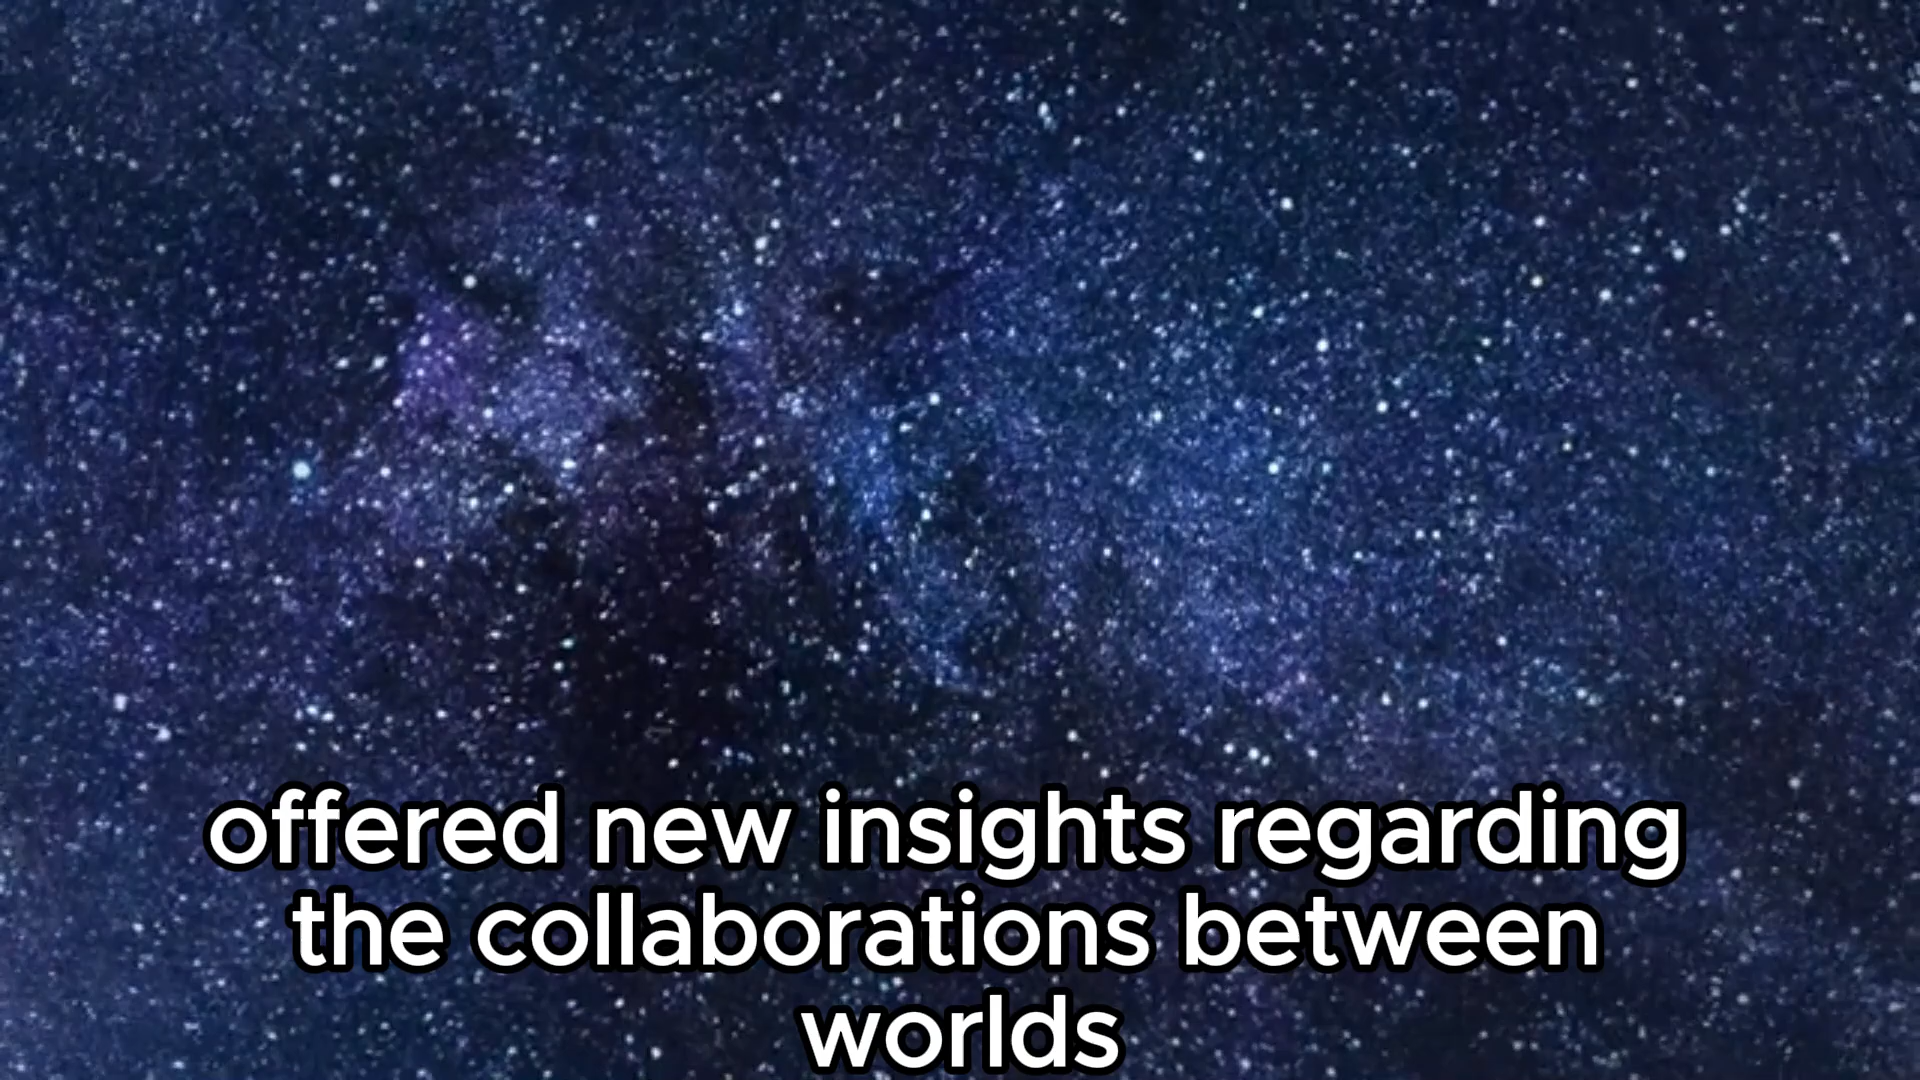 offered new insights regarding
the collaborations between
worlds